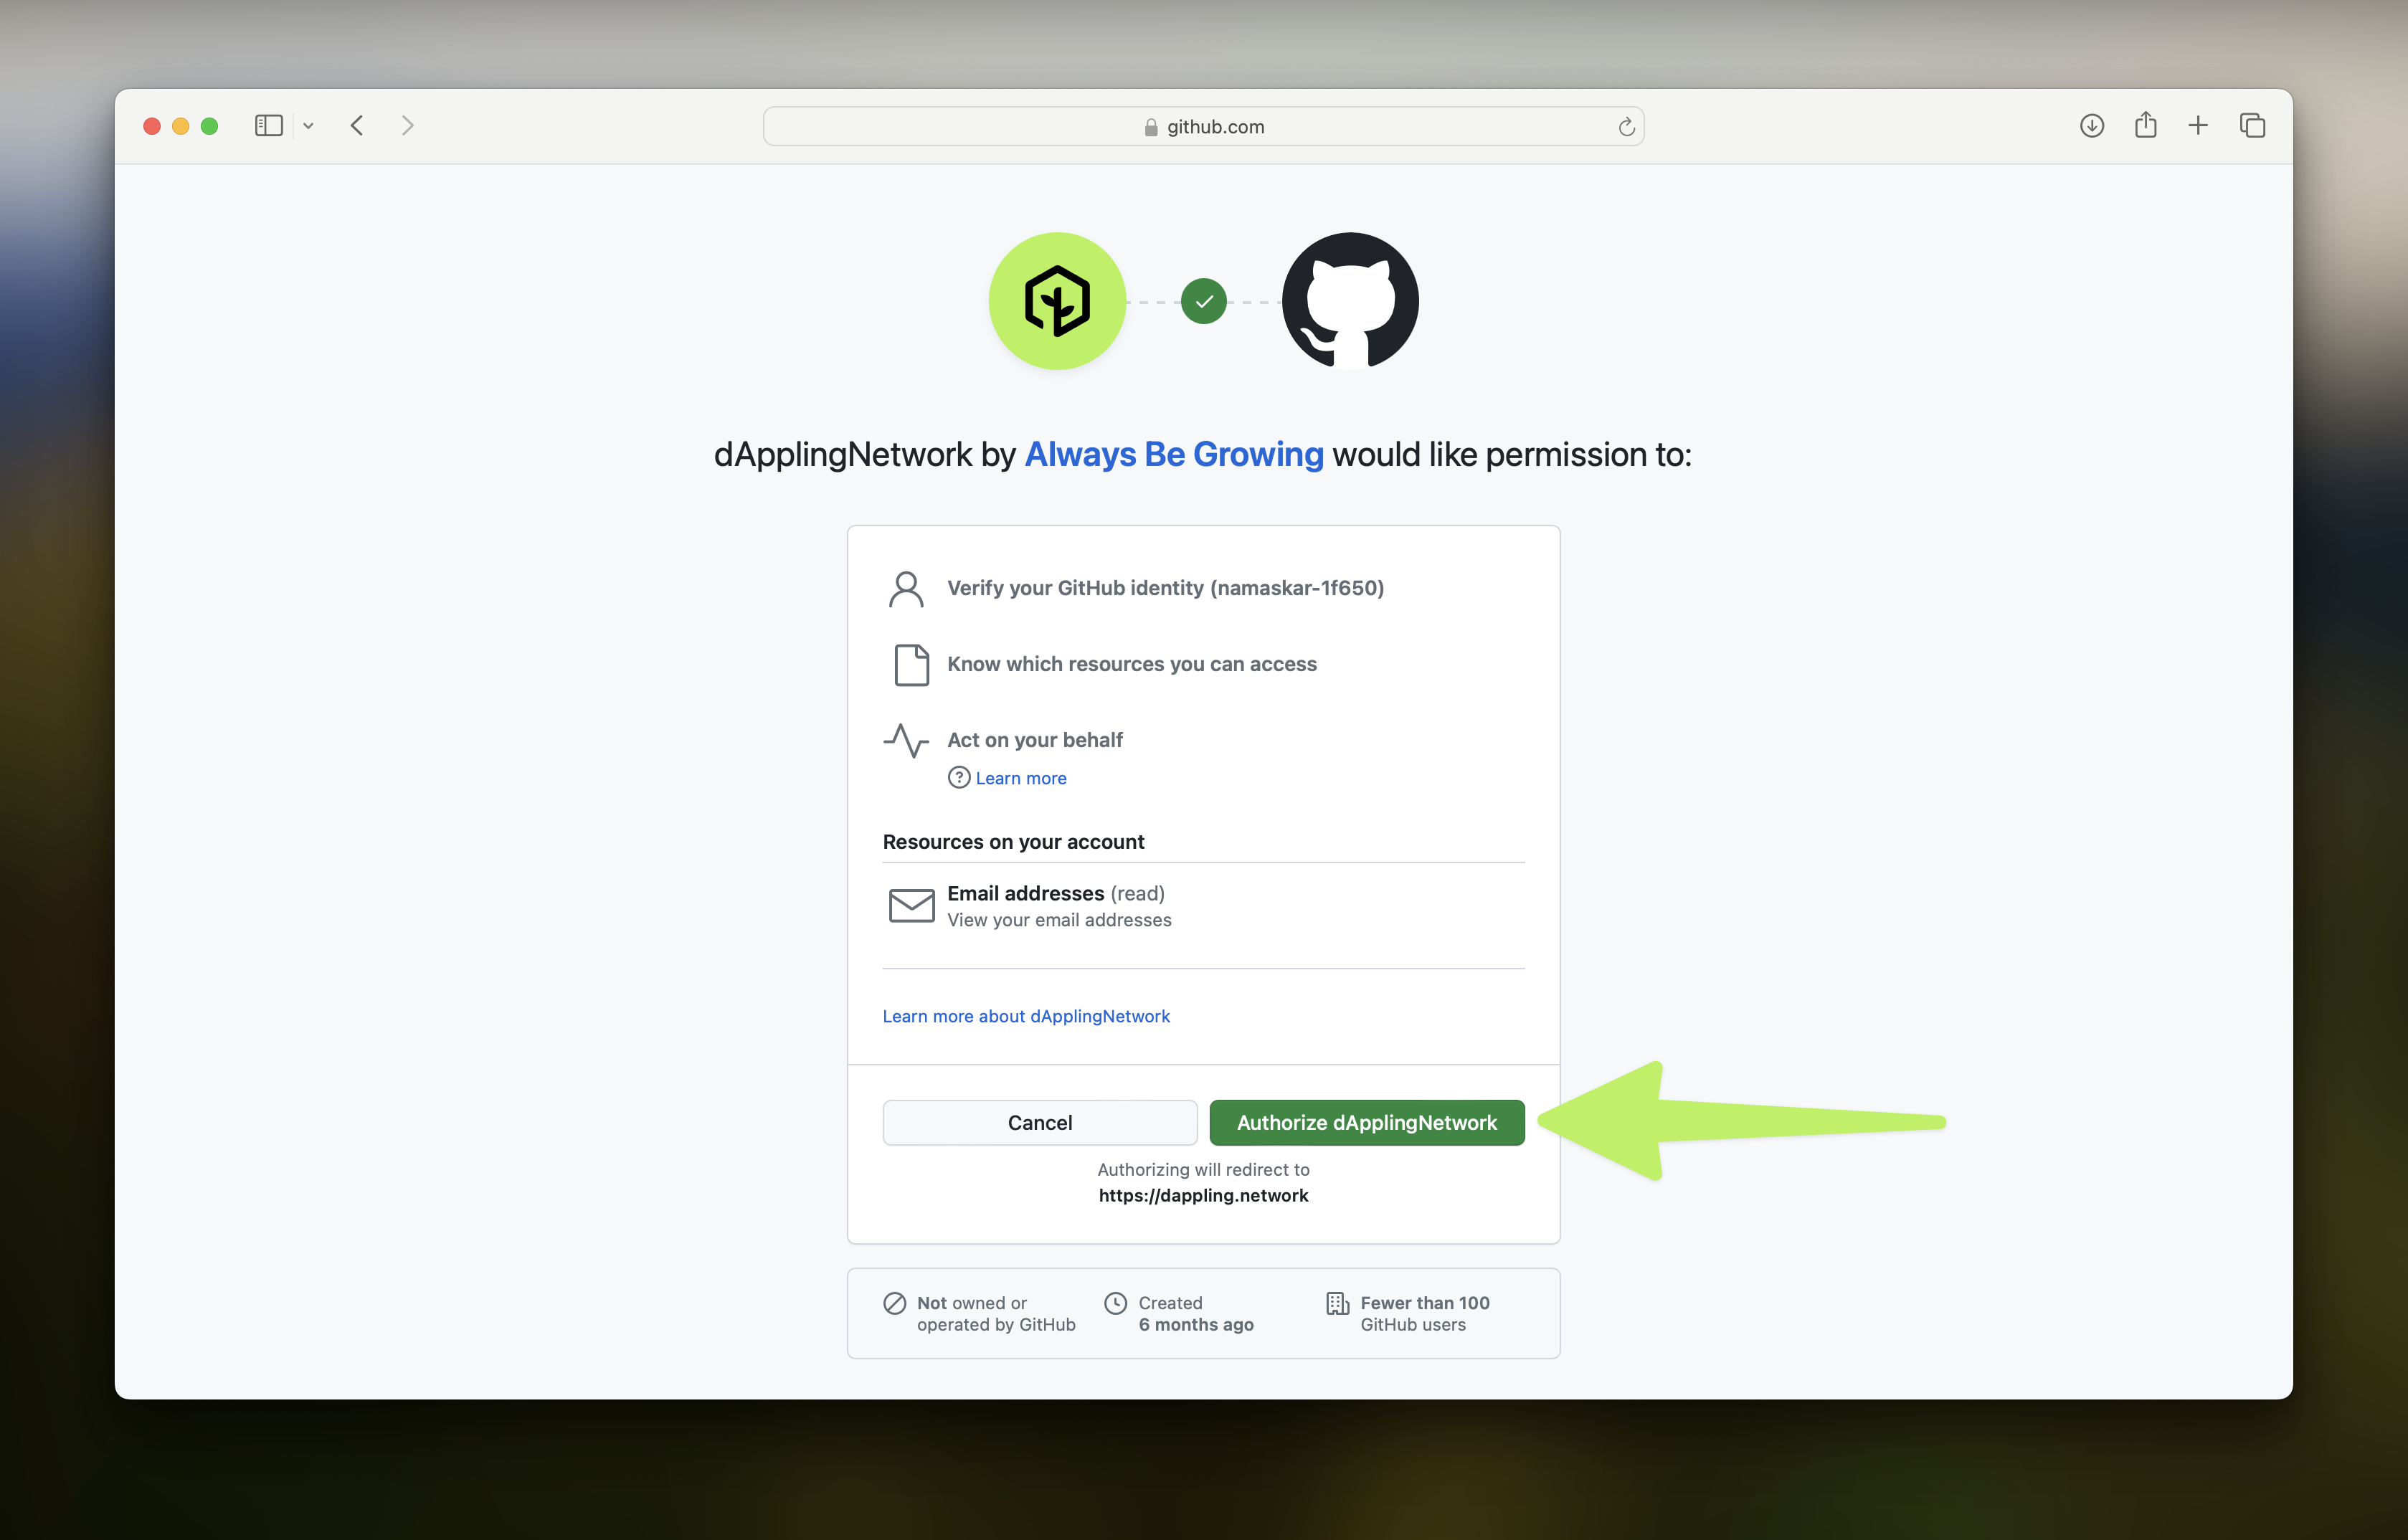 github.com
dApplingNetwork by Always Be Growing would like permission to:
Verify your GitHub identity (namaskar-1f650)
Know which resources you can access
Act on your behalf
Learn more
Resources on your account
Email addresses (read)
View your email addresses
Learn more about dApplingNetwork
Cancel
Authorize dApplingNetwork
Authorizing will redirect to
https://dappling.network
Not owned or
operated by GitHub
Created
6 months ago
Fewer than 100
GitHub users